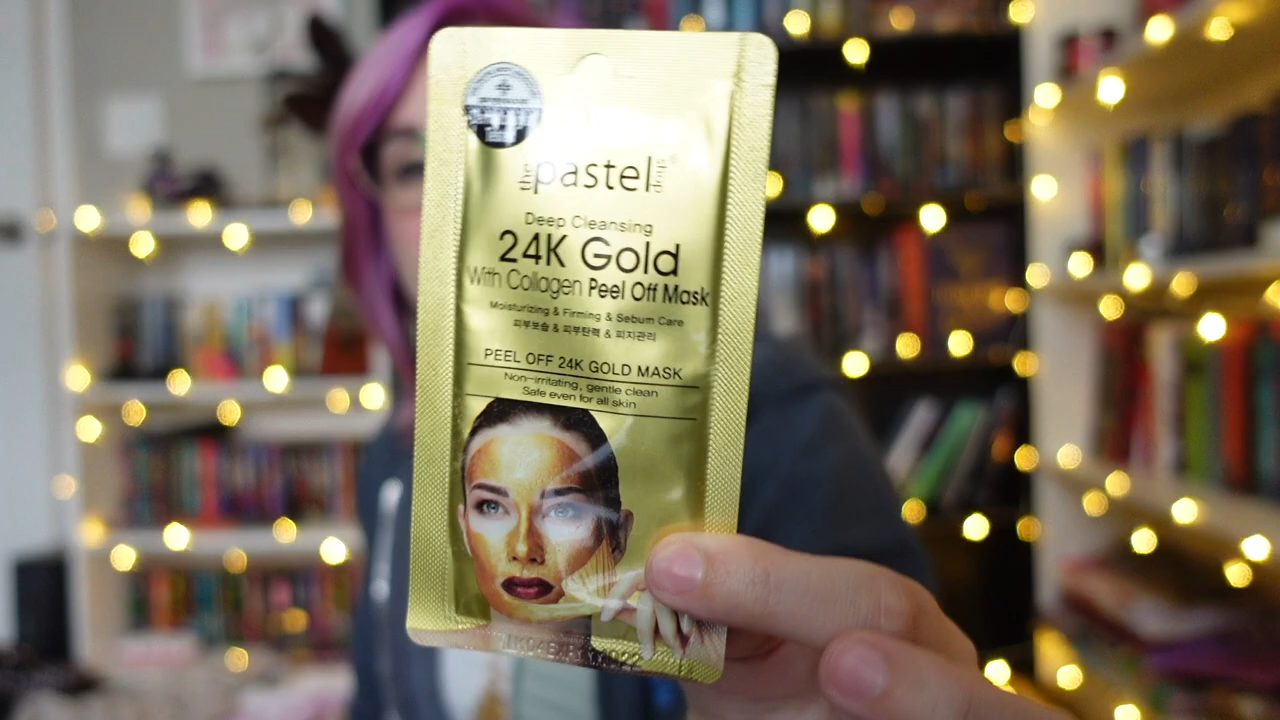 the pastel shop
Deep Cleansing
24K Gold
With Collagen Peel Off Mask
Moisturizing & Firming & Sebum Care
피부보습 & 피부탄력 & 피지관리
PEEL OFF 24K GOLD MASK
Non-irritating, gentle clean
Safe even for all skin